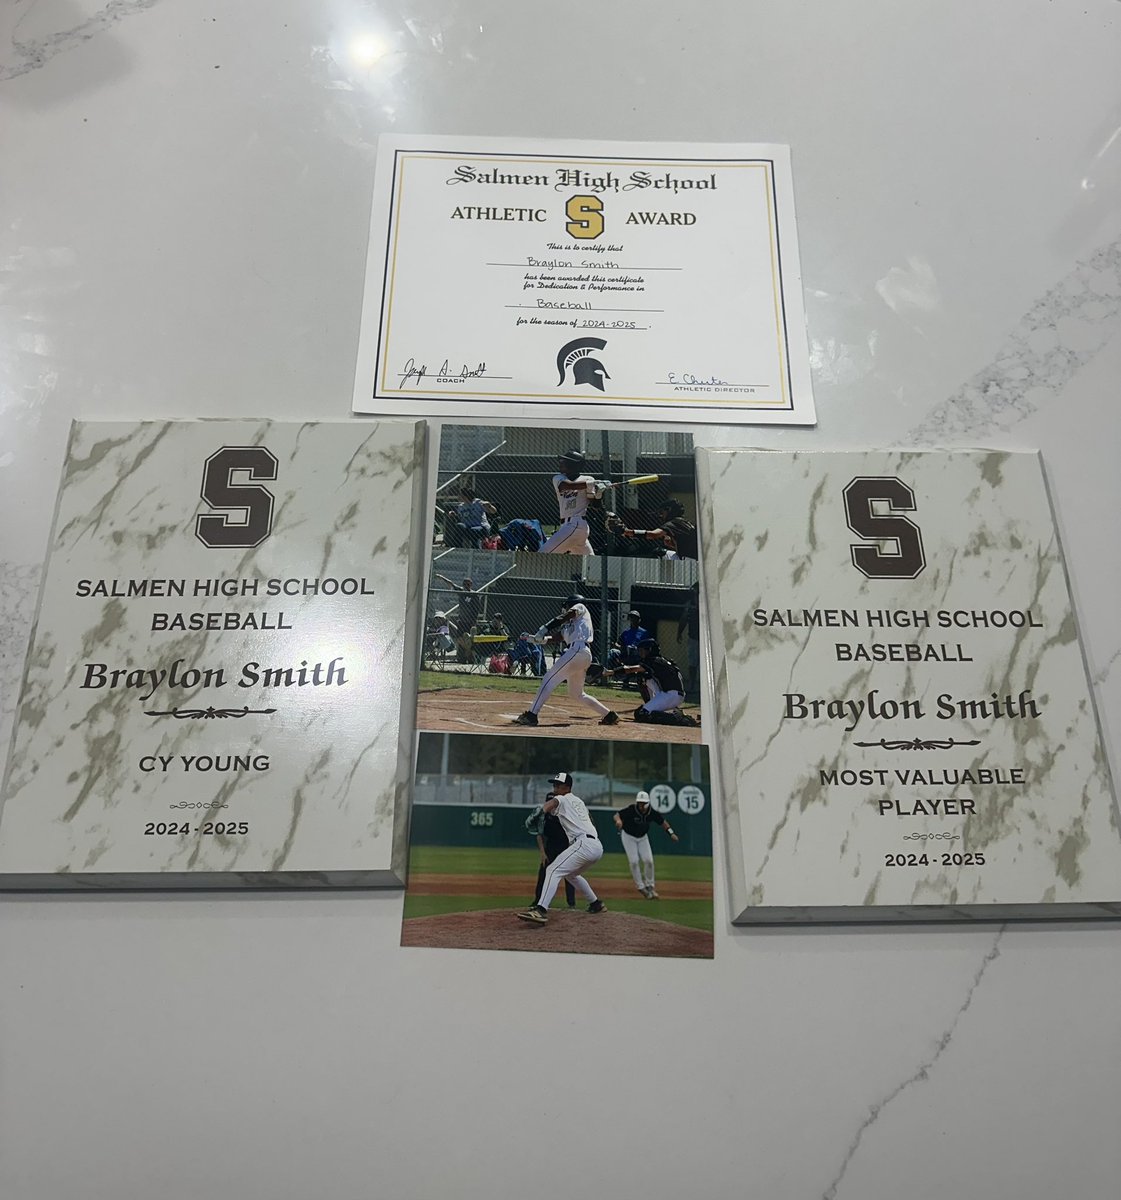 Salmen High School
ATHLETIC S AWARD
This is to certify that
Braylon Smith
has been awarded this certificate
for Dedication & Performance in
Baseball
for the season of 2024-2025.
COACH
ATHLETIC DIRECTOR
S
SALMEN HIGH SCHOOL
BASEBALL
Braylon Smith
CY YOUNG
2024-2025
365
14
15
S
SALMEN HIGH SCHOOL
BASEBALL
Braylon Smith
MOST VALUABLE
PLAYER
2024-2025